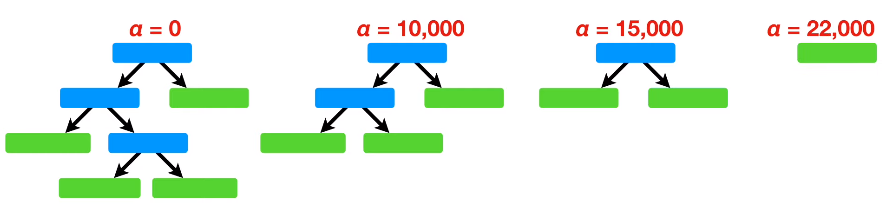 α = 0
α = 10,000
α = 15,000
α = 22,000